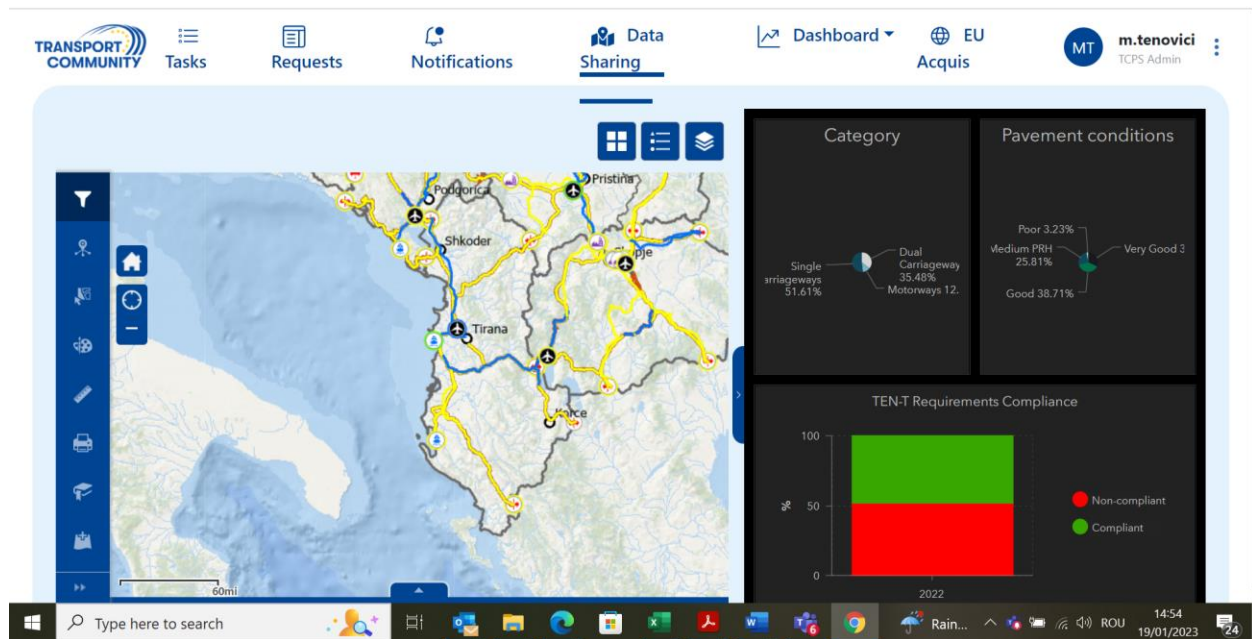 TRANSPORT
COMMUNITY
Tasks
Requests
Notifications
Data
Sharing
Dashboard
EU
Acquis
MT
m.tenovici
TCPS Admin
Category
Single
arriageways
51.61%
Dual
Carriageway
35.48%
Motorways 12.
Pavement conditions
Poor 3.23%
Medium PRH
25.81%
Very Good 3
Good 38.71%
Podgorica
Pristina
Shkoder
pje
Tirana
Korce
60mi
TEN-T Requirements Compliance
100
%
50
0
2022
Non-compliant
Compliant
Type here to search
6
Rain...
ROU
14:54
19/01/2023
24